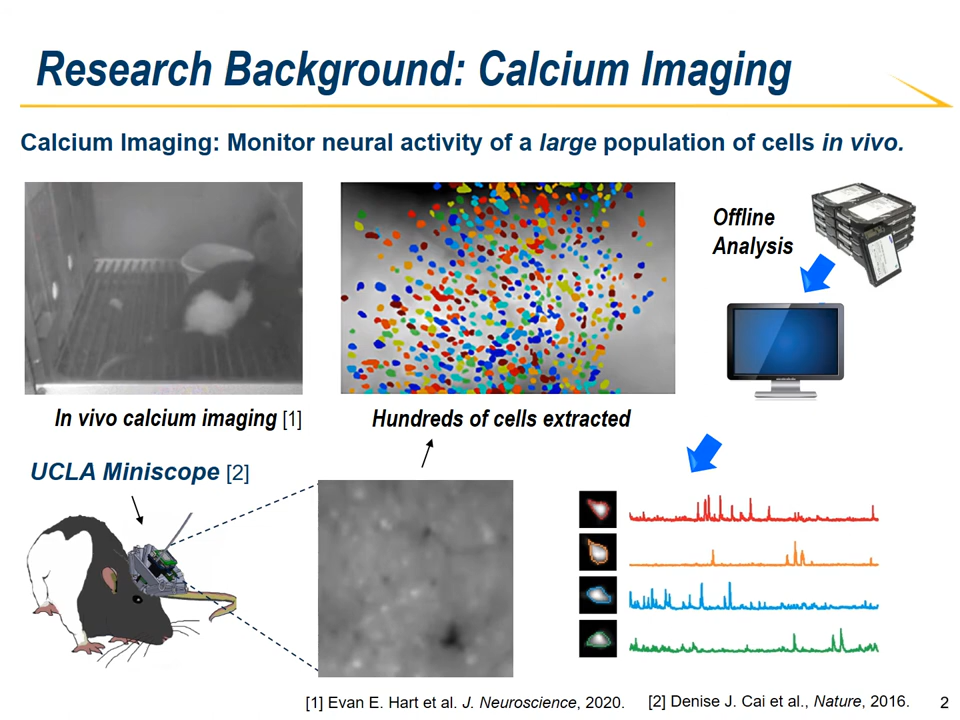 Research Background: Calcium Imaging
Calcium Imaging: Monitor neural activity of a large population of cells in vivo.
Offline
Analysis
In vivo calcium imaging [1]
Hundreds of cells extracted
UCLA Miniscope [2]
[1] Evan E. Hart et al. J. Neuroscience, 2020.
[2] Denise J. Cai et al., Nature, 2016.
2